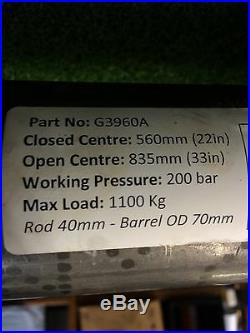 Part No: G3960A
Closed Centre: 560mm (22in)
Open Centre: 835mm (33in)
Working Pressure: 200 bar
Max Load: 1100 Kg
Rod 40mm - Barrel OD 70mm